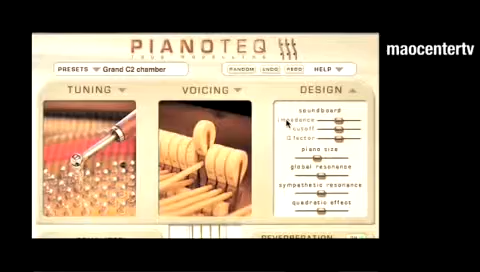 PIANOTEQ
maocentertv
PRESETS Grand C2 chamber
RANDOM UNDO REDO HELP
TUNING VOICING DESIGN
soundboard
impedance
cutoff
Q factor
piano size
global resonance
sympathetic resonance
quadratic effect
REVERBERATION